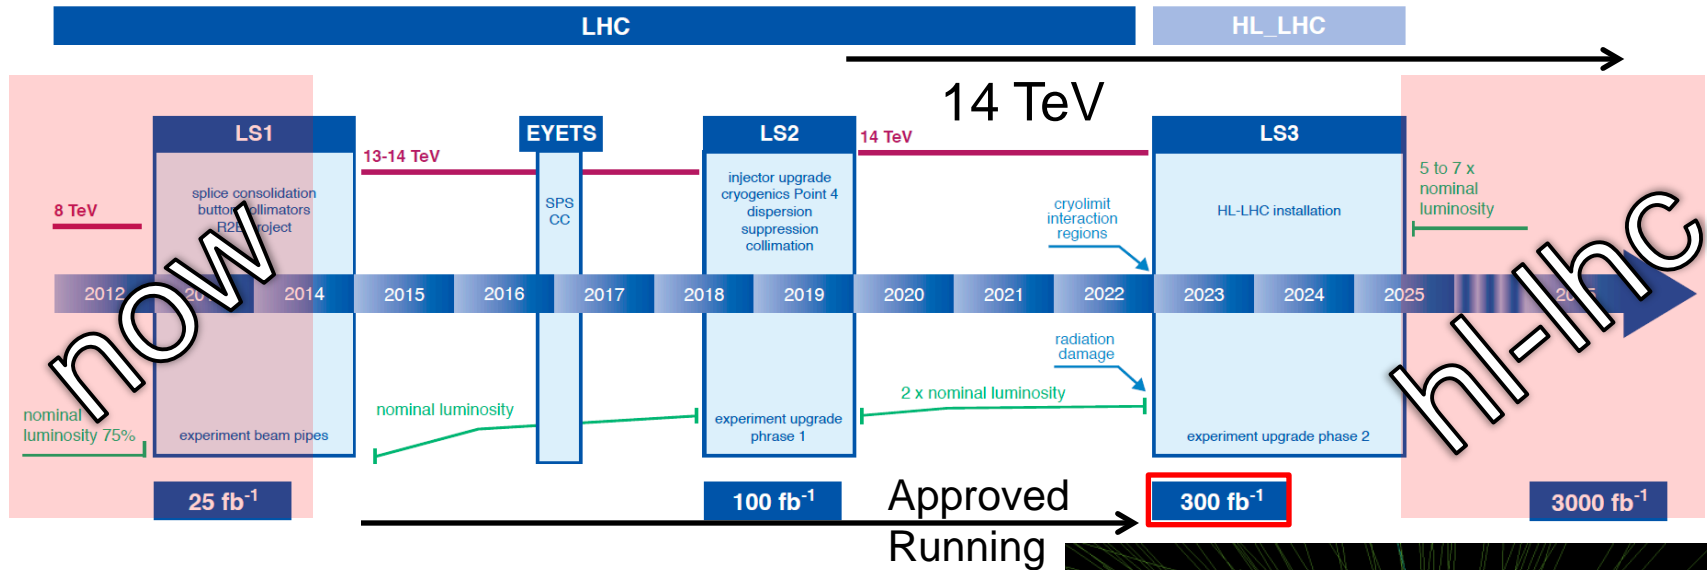 LHC
HL_LHC
14 TeV
LS1
EYETS
LS2
LS3
8 TeV
13-14 TeV
14 TeV
splice consolidation
button collimators
R2E project
SPS
CC
injector upgrade
cryogenics Point 4
dispersion
suppression
collimation
cryolimit
interaction
regions
HL-LHC installation
5 to 7 x
nominal
luminosity
2012
2014
2015
2016
2017
2018
2019
2020
2021
2022
2023
2024
2025
now
hl-lhc
radiation
damage
nominal
luminosity 75%
experiment beam pipes
nominal luminosity
experiment upgrade
phrase 1
2 x nominal luminosity
experiment upgrade phase 2
25 fb-1
100 fb-1
Approved
Running
300 fb-1
3000 fb-1